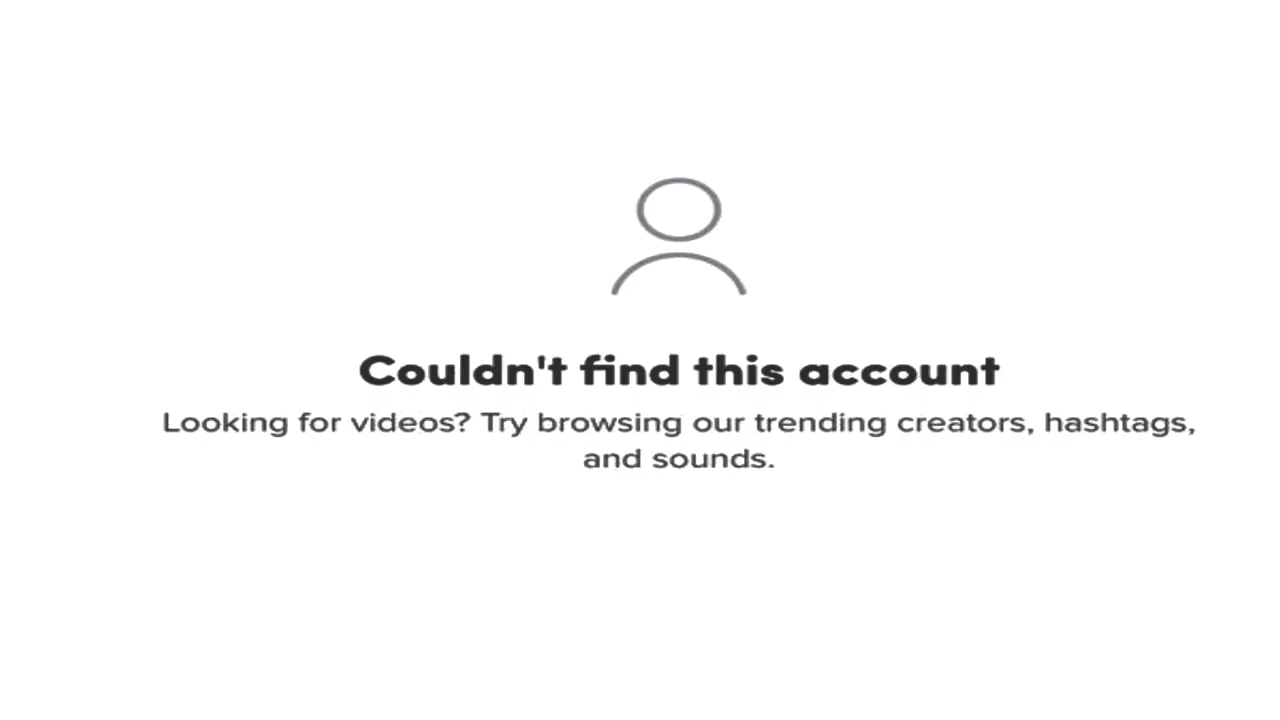 Couldn't find this account
Looking for videos? Try browsing our trending creators, hashtags,
and sounds.